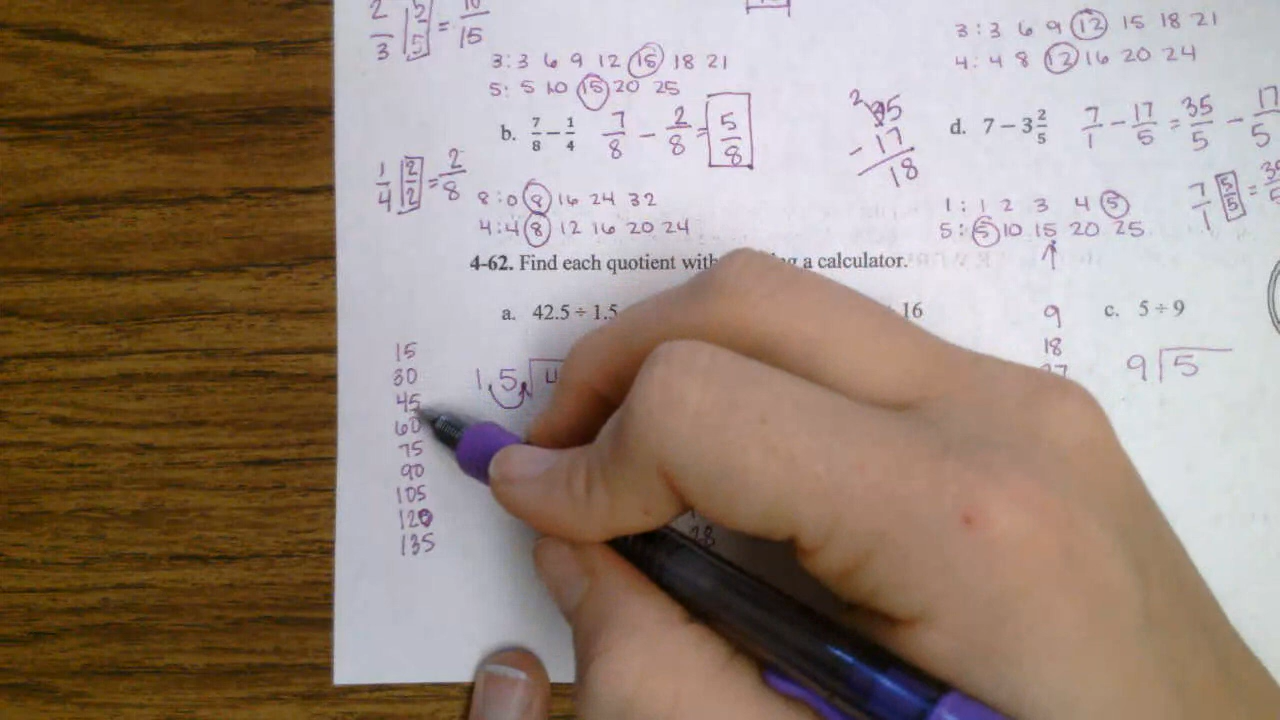 2/3 |5/5| = 10/15
3: 3 6 9 12 15 18 21
5: 5 10 15 20 25
3: 3 6 9 12 15 18 21
4: 4 8 12 16 20 24
b. 7/8 − 1/4 7/8 − 2/8 = 5/8
1/4 |2/2| = 2/8
8: 0 8 16 24 32
4: 4 8 12 16 20 24
− 17
18
d. 7 − 3 2/5 7/1 − 17/5 = 35/5 − 17/5
7/1 5/5 =
1: 1 2 3 4 5
5: 5 10 15 20 25
4-62. Find each quotient a calculator.
a. 42.5 ÷ 1.5
16
c. 5 ÷ 9
15
30
45
60
75
90
105
120
135
1.5
9
18
9 5